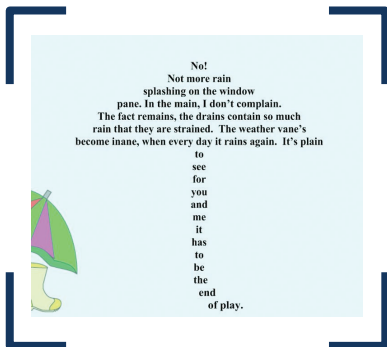 No!
Not more rain
splashing on the window
pane. In the main, I don't complain.
The fact remains, the drains contain so much
rain that they are strained. The weather vane's
become inane, when every day it rains again. It's plain
to
see
for
you
and
me
it
has
to
be
the
end
of play.